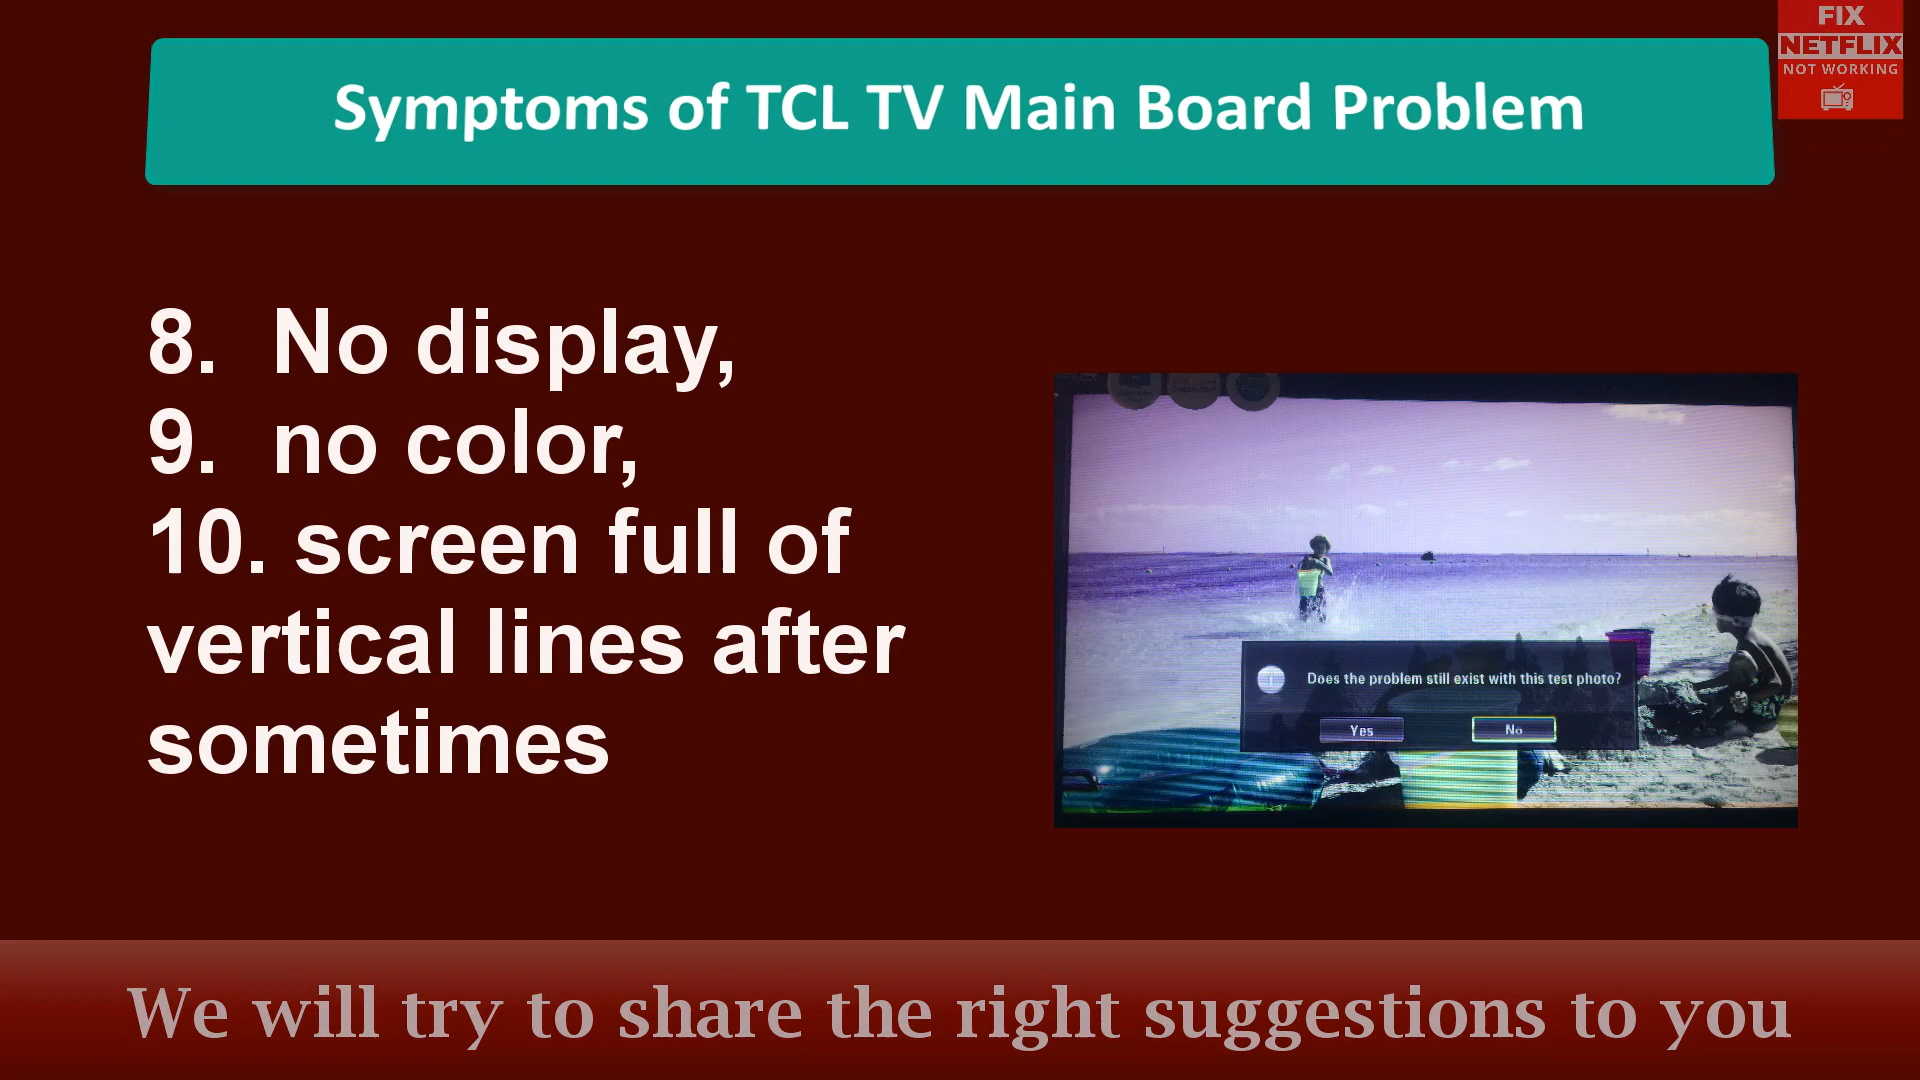 FIX
NETFLIX
NOT WORKING
Symptoms of TCL TV Main Board Problem
8. No display,
9. no color,
10. screen full of
vertical lines after
sometimes
Does the problem still exist with this test photo?
Yes
No
We will try to share the right suggestions to you